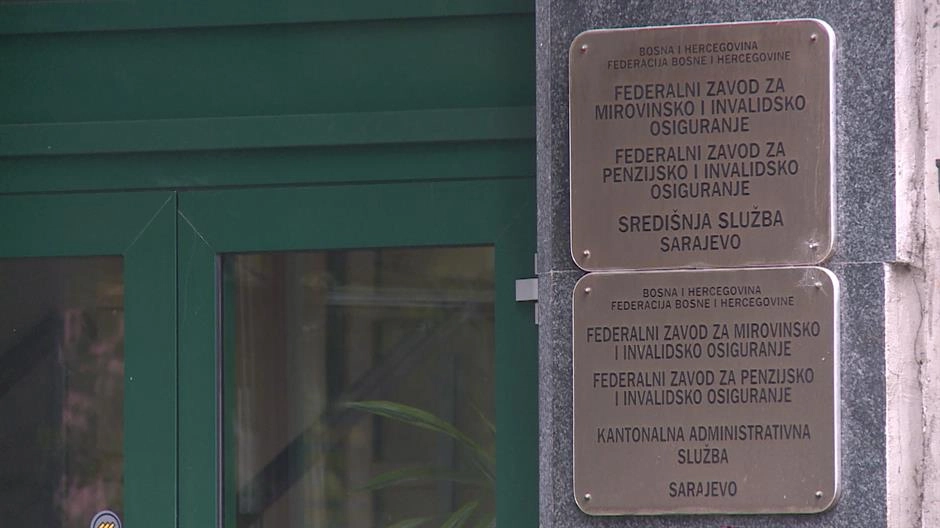 BOSNA I HERCEGOVINA
FEDERACIJA BOSNE I HERCEGOVINE
FEDERALNI ZAVOD ZA
MIROVINSKO I INVALIDSKO
OSIGURANJE
FEDERALNI ZAVOD ZA
PENZIJSKO I INVALIDSKO
OSIGURANJE
SREDIŠNJA SLUŽBA
SARAJEVO
BOSNA I HERCEGOVINA
FEDERACIJA BOSNE I HERCEGOVINE
FEDERALNI ZAVOD ZA MIROVINSKO
I INVALIDSKO OSIGURANJE
FEDERALNI ZAVOD ZA PENZIJSKO
I INVALIDSKO OSIGURANJE
KANTONALNA ADMINISTRATIVNA
SLUŽBA
SARAJEVO